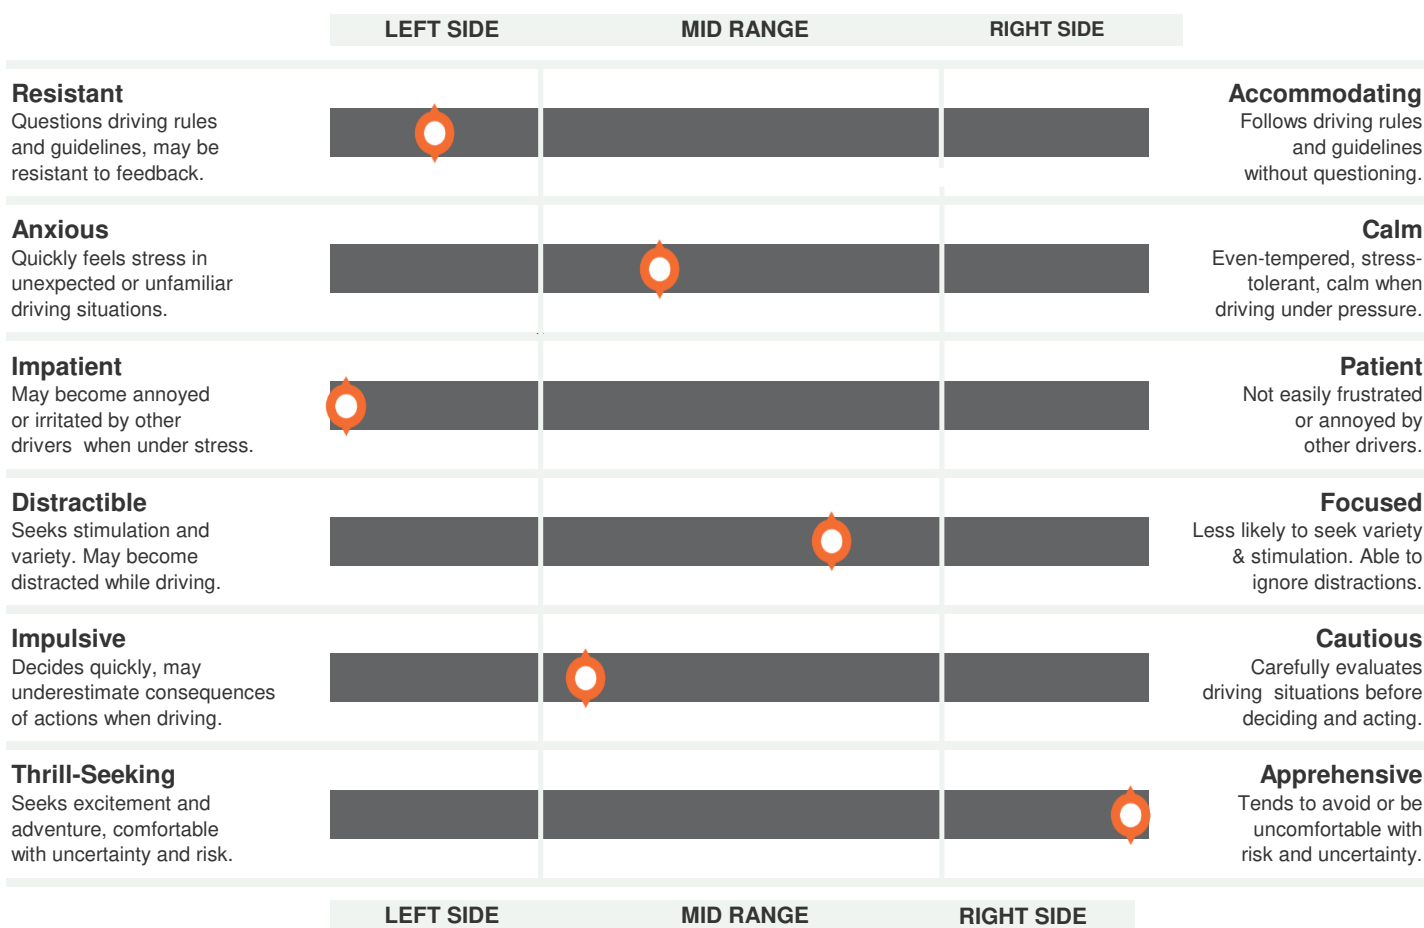 LEFT SIDE MID RANGE RIGHT SIDE
Resistant
Questions driving rules
and guidelines, may be
resistant to feedback.
Accommodating
Follows driving rules
and guidelines
without questioning.
Anxious
Quickly feels stress in
unexpected or unfamiliar
driving situations.
Calm
Even-tempered, stress-
tolerant, calm when
driving under pressure.
Impatient
May become annoyed
or irritated by other
drivers when under stress.
Patient
Not easily frustrated
or annoyed by
other drivers.
Distractible
Seeks stimulation and
variety. May become
distracted while driving.
Focused
Less likely to seek variety
& stimulation. Able to
ignore distractions.
Impulsive
Decides quickly, may
underestimate consequences
of actions when driving.
Cautious
Carefully evaluates
driving situations before
deciding and acting.
Thrill-Seeking
Seeks excitement and
adventure, comfortable
with uncertainty and risk.
Apprehensive
Tends to avoid or be
uncomfortable with
risk and uncertainty.
LEFT SIDE MID RANGE RIGHT SIDE